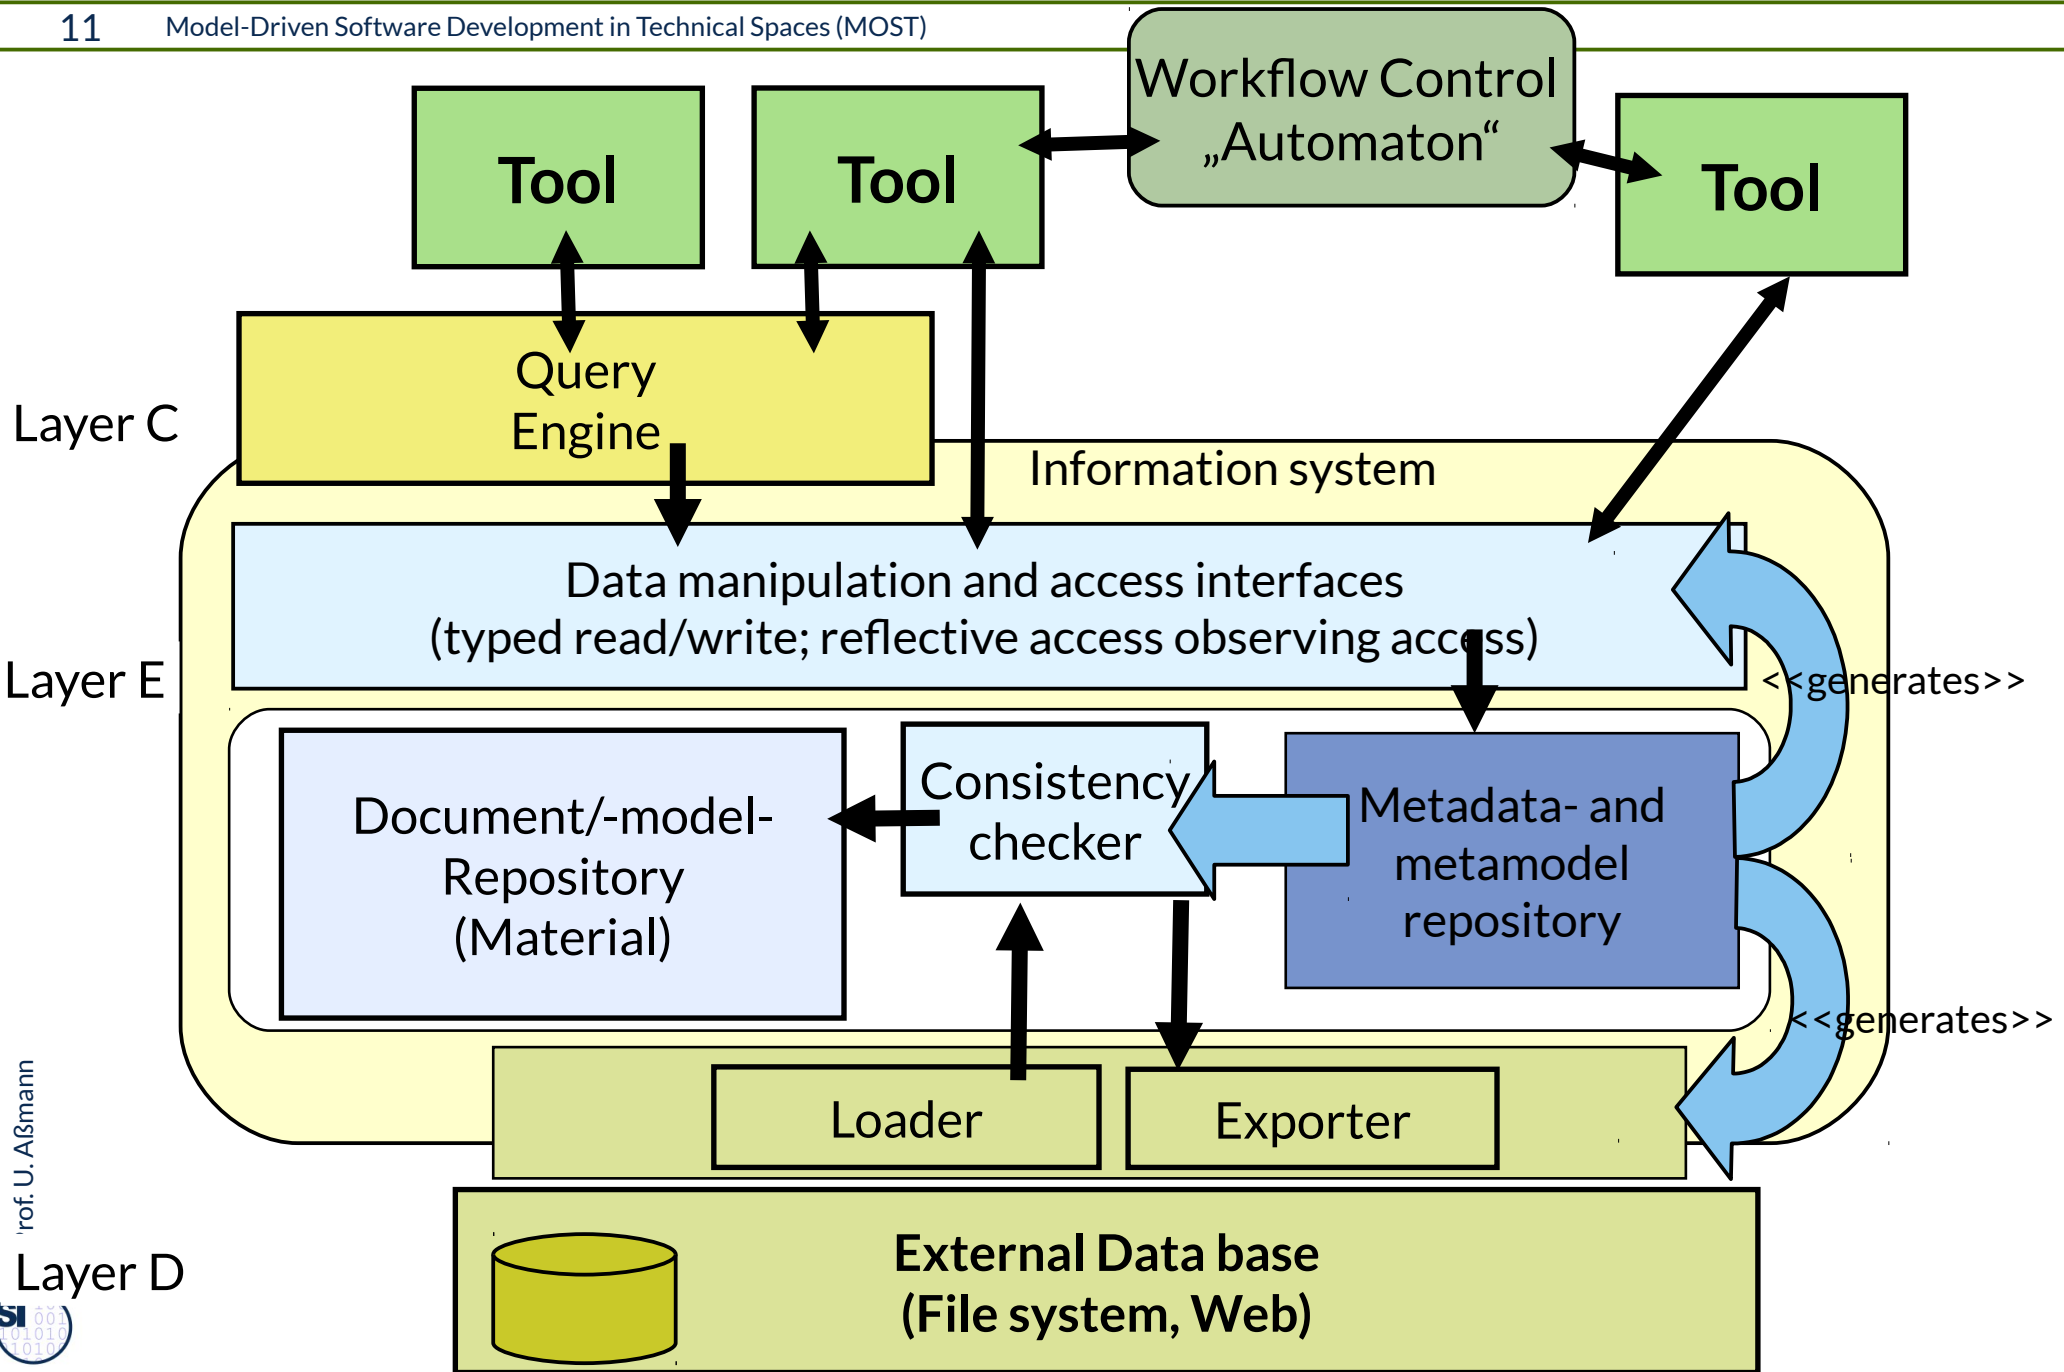 11 Model-Driven Software Development in Technical Spaces (MOST)
Workflow Control
„Automaton“
Tool
Tool
Tool
Query
Engine
Layer C
Information system
Data manipulation and access interfaces
(typed read/write; reflective access observing access)
Layer E
<<generates>>
Document/-model-
Repository
(Material)
Consistency
checker
Metadata- and
metamodel
repository
<<generates>>
Loader
Exporter
rof. U. Aßmann
Layer D
External Data base
(File system, Web)